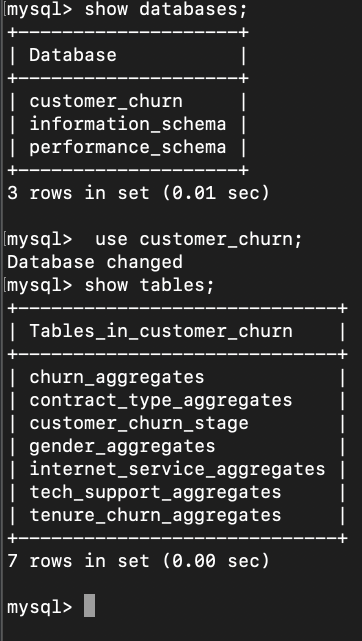 mysql> show databases;
+--------------------+
| Database           |
+--------------------+
| customer_churn     |
| information_schema |
| performance_schema |
+--------------------+
3 rows in set (0.01 sec)

mysql>  use customer_churn;
Database changed
mysql> show tables;
+-----------------------------+
| Tables_in_customer_churn    |
+-----------------------------+
| churn_aggregates            |
| contract_type_aggregates    |
| customer_churn_stage        |
| gender_aggregates           |
| internet_service_aggregates |
| tech_support_aggregates     |
| tenure_churn_aggregates     |
+-----------------------------+
7 rows in set (0.00 sec)

mysql>